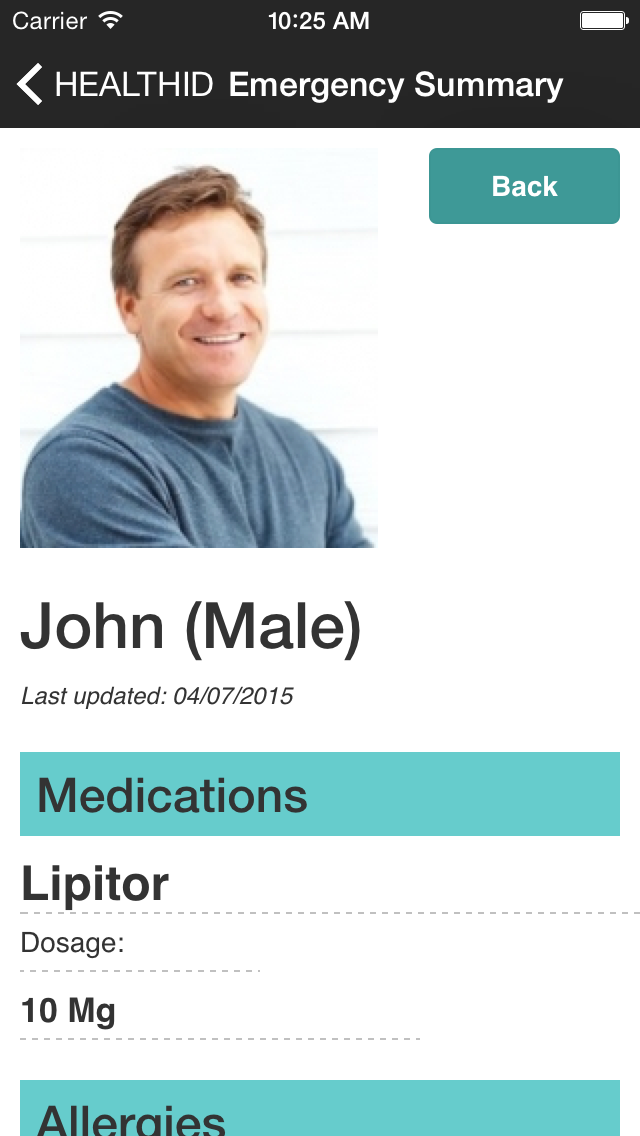 Carrier 10:25 AM
HEALTHID Emergency Summary
Back
John (Male)
Last updated: 04/07/2015
Medications
Lipitor
Dosage:
10 Mg
Allergies